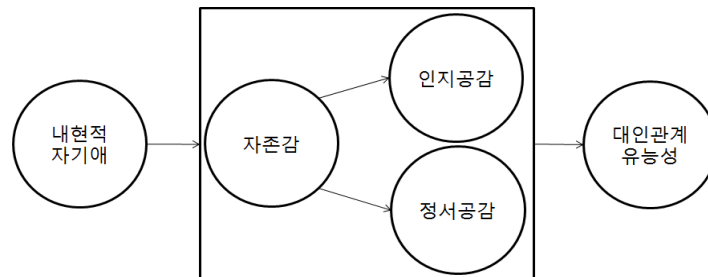 내현적
자기애
자존감
인지공감
정서공감
대인관계
유능성